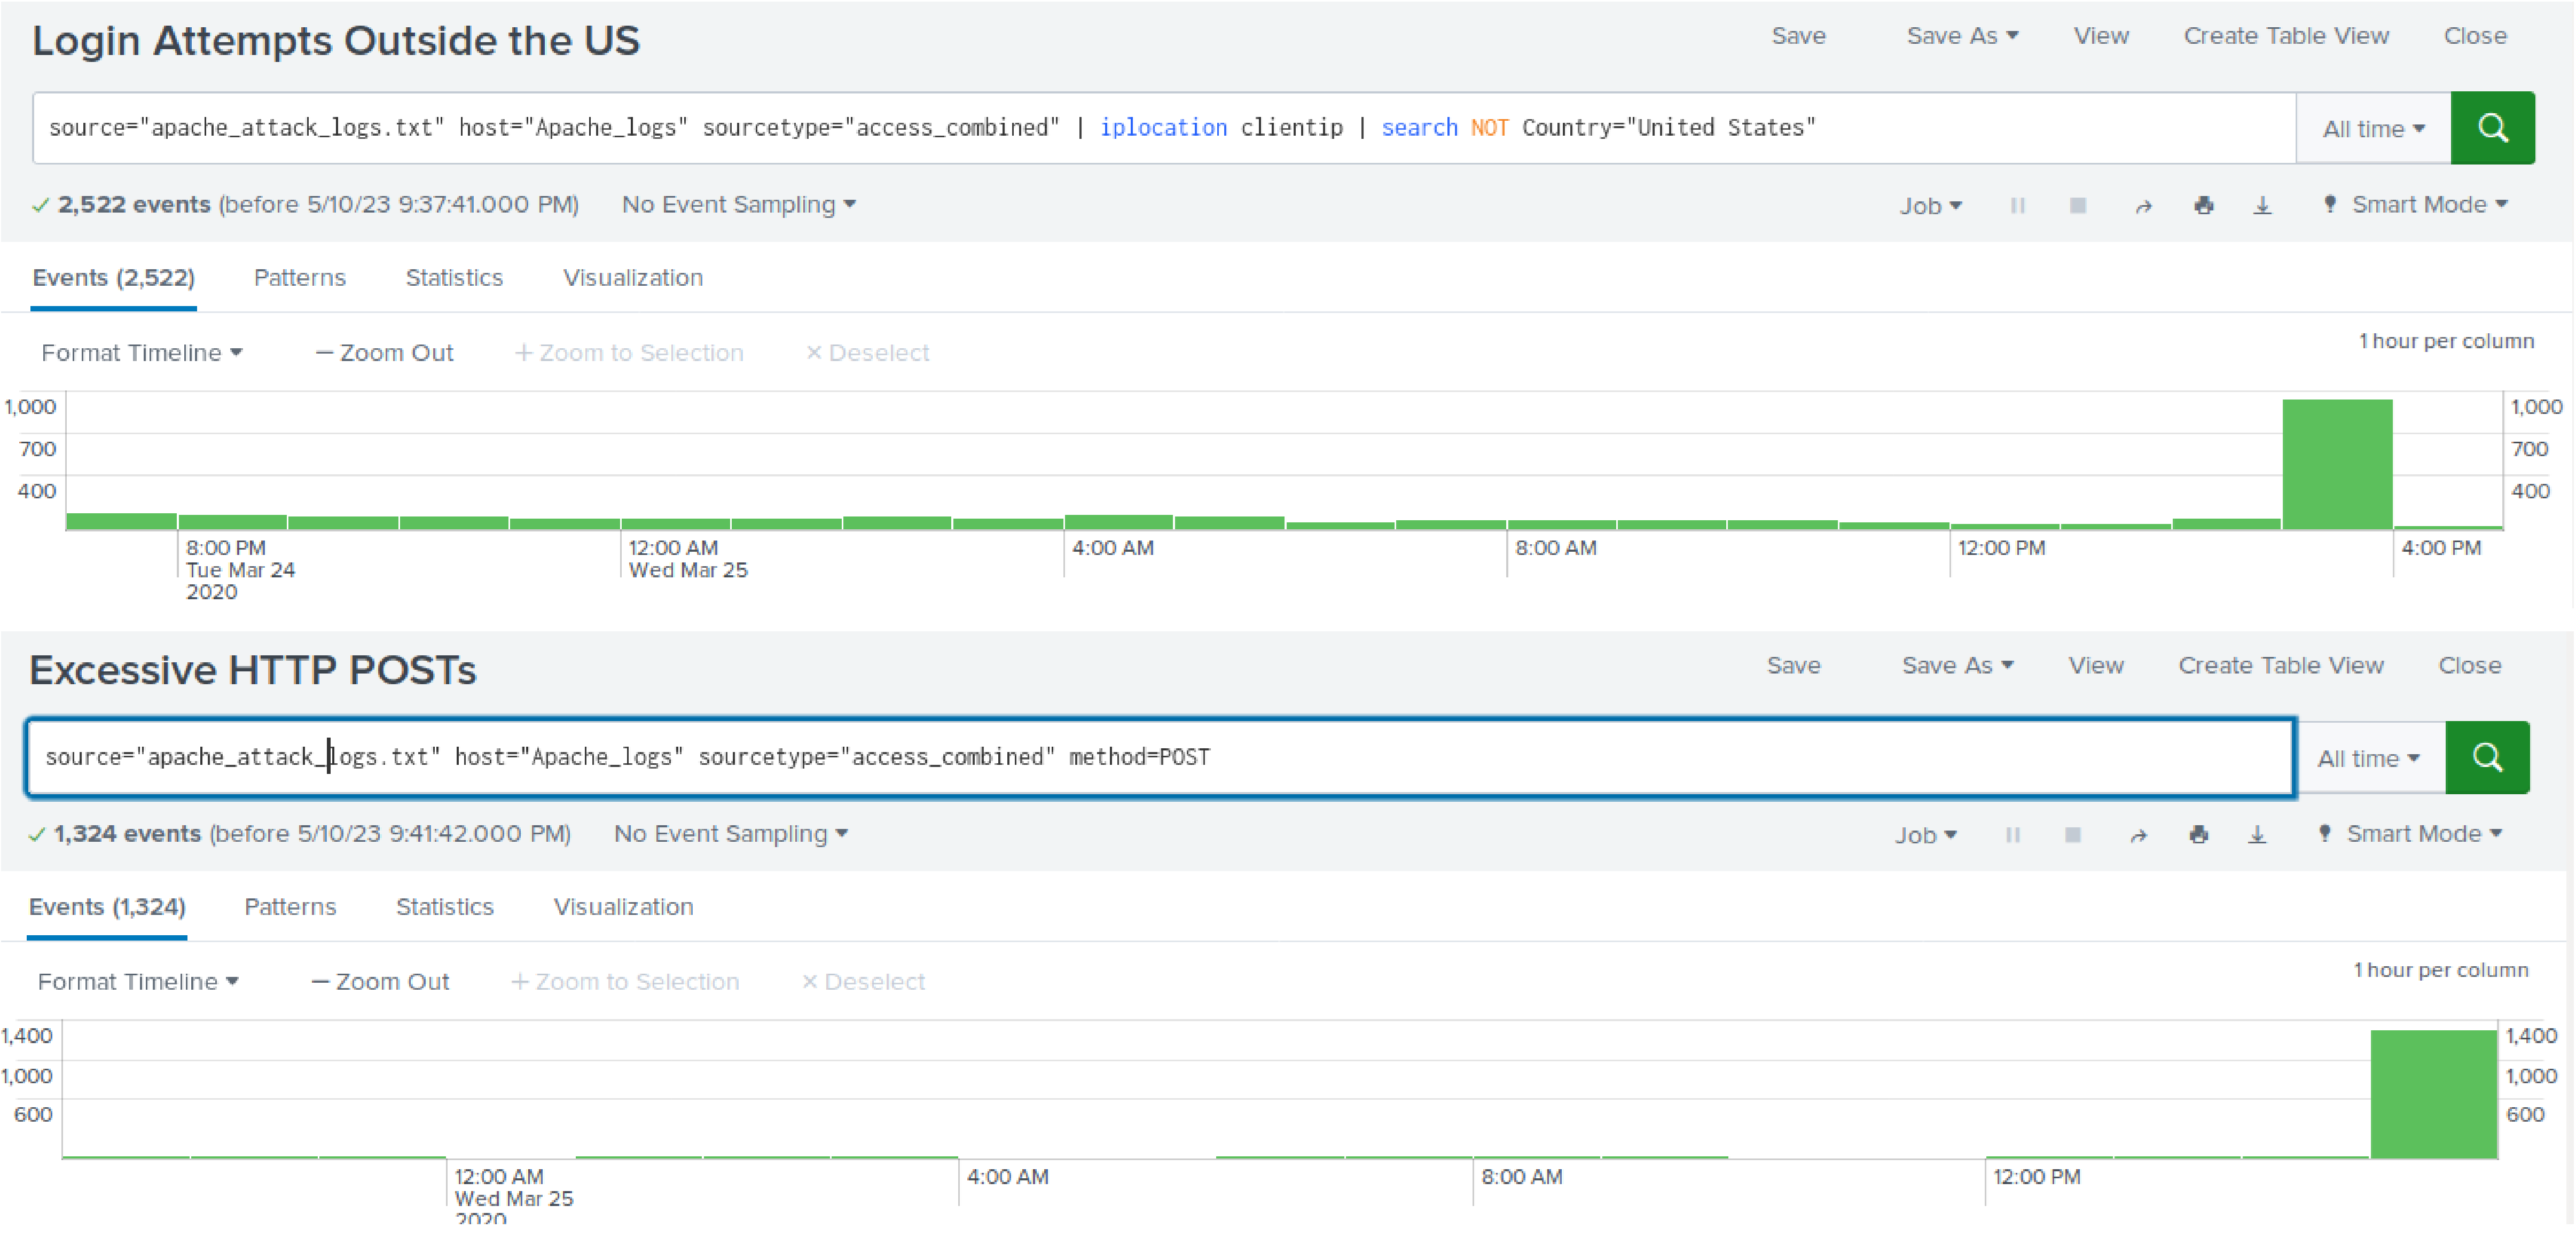 Login Attempts Outside the US
Save Save As View Create Table View Close
source="apache_attack_logs.txt" host="Apache_logs" sourcetype="access_combined" | iplocation clientip | search NOT Country="United States"
All time
2,522 events (before 5/10/23 9:37:41.000 PM) No Event Sampling
Job Smart Mode
Events (2,522) Patterns Statistics Visualization
Format Timeline — Zoom Out + Zoom to Selection × Deselect
1 hour per column
1,000 1,000
700 700
400 400
8:00 PM 12:00 AM 4:00 AM 8:00 AM 12:00 PM 4:00 PM
Tue Mar 24 Wed Mar 25
2020
Excessive HTTP POSTs
Save Save As View Create Table View Close
source="apache_attack_logs.txt" host="Apache_logs" sourcetype="access_combined" method=POST
All time
1,324 events (before 5/10/23 9:41:42.000 PM) No Event Sampling
Job Smart Mode
Events (1,324) Patterns Statistics Visualization
Format Timeline — Zoom Out + Zoom to Selection × Deselect
1 hour per column
1,400 1,400
1,000 1,000
600 600
12:00 AM 4:00 AM 8:00 AM 12:00 PM
Wed Mar 25
2020